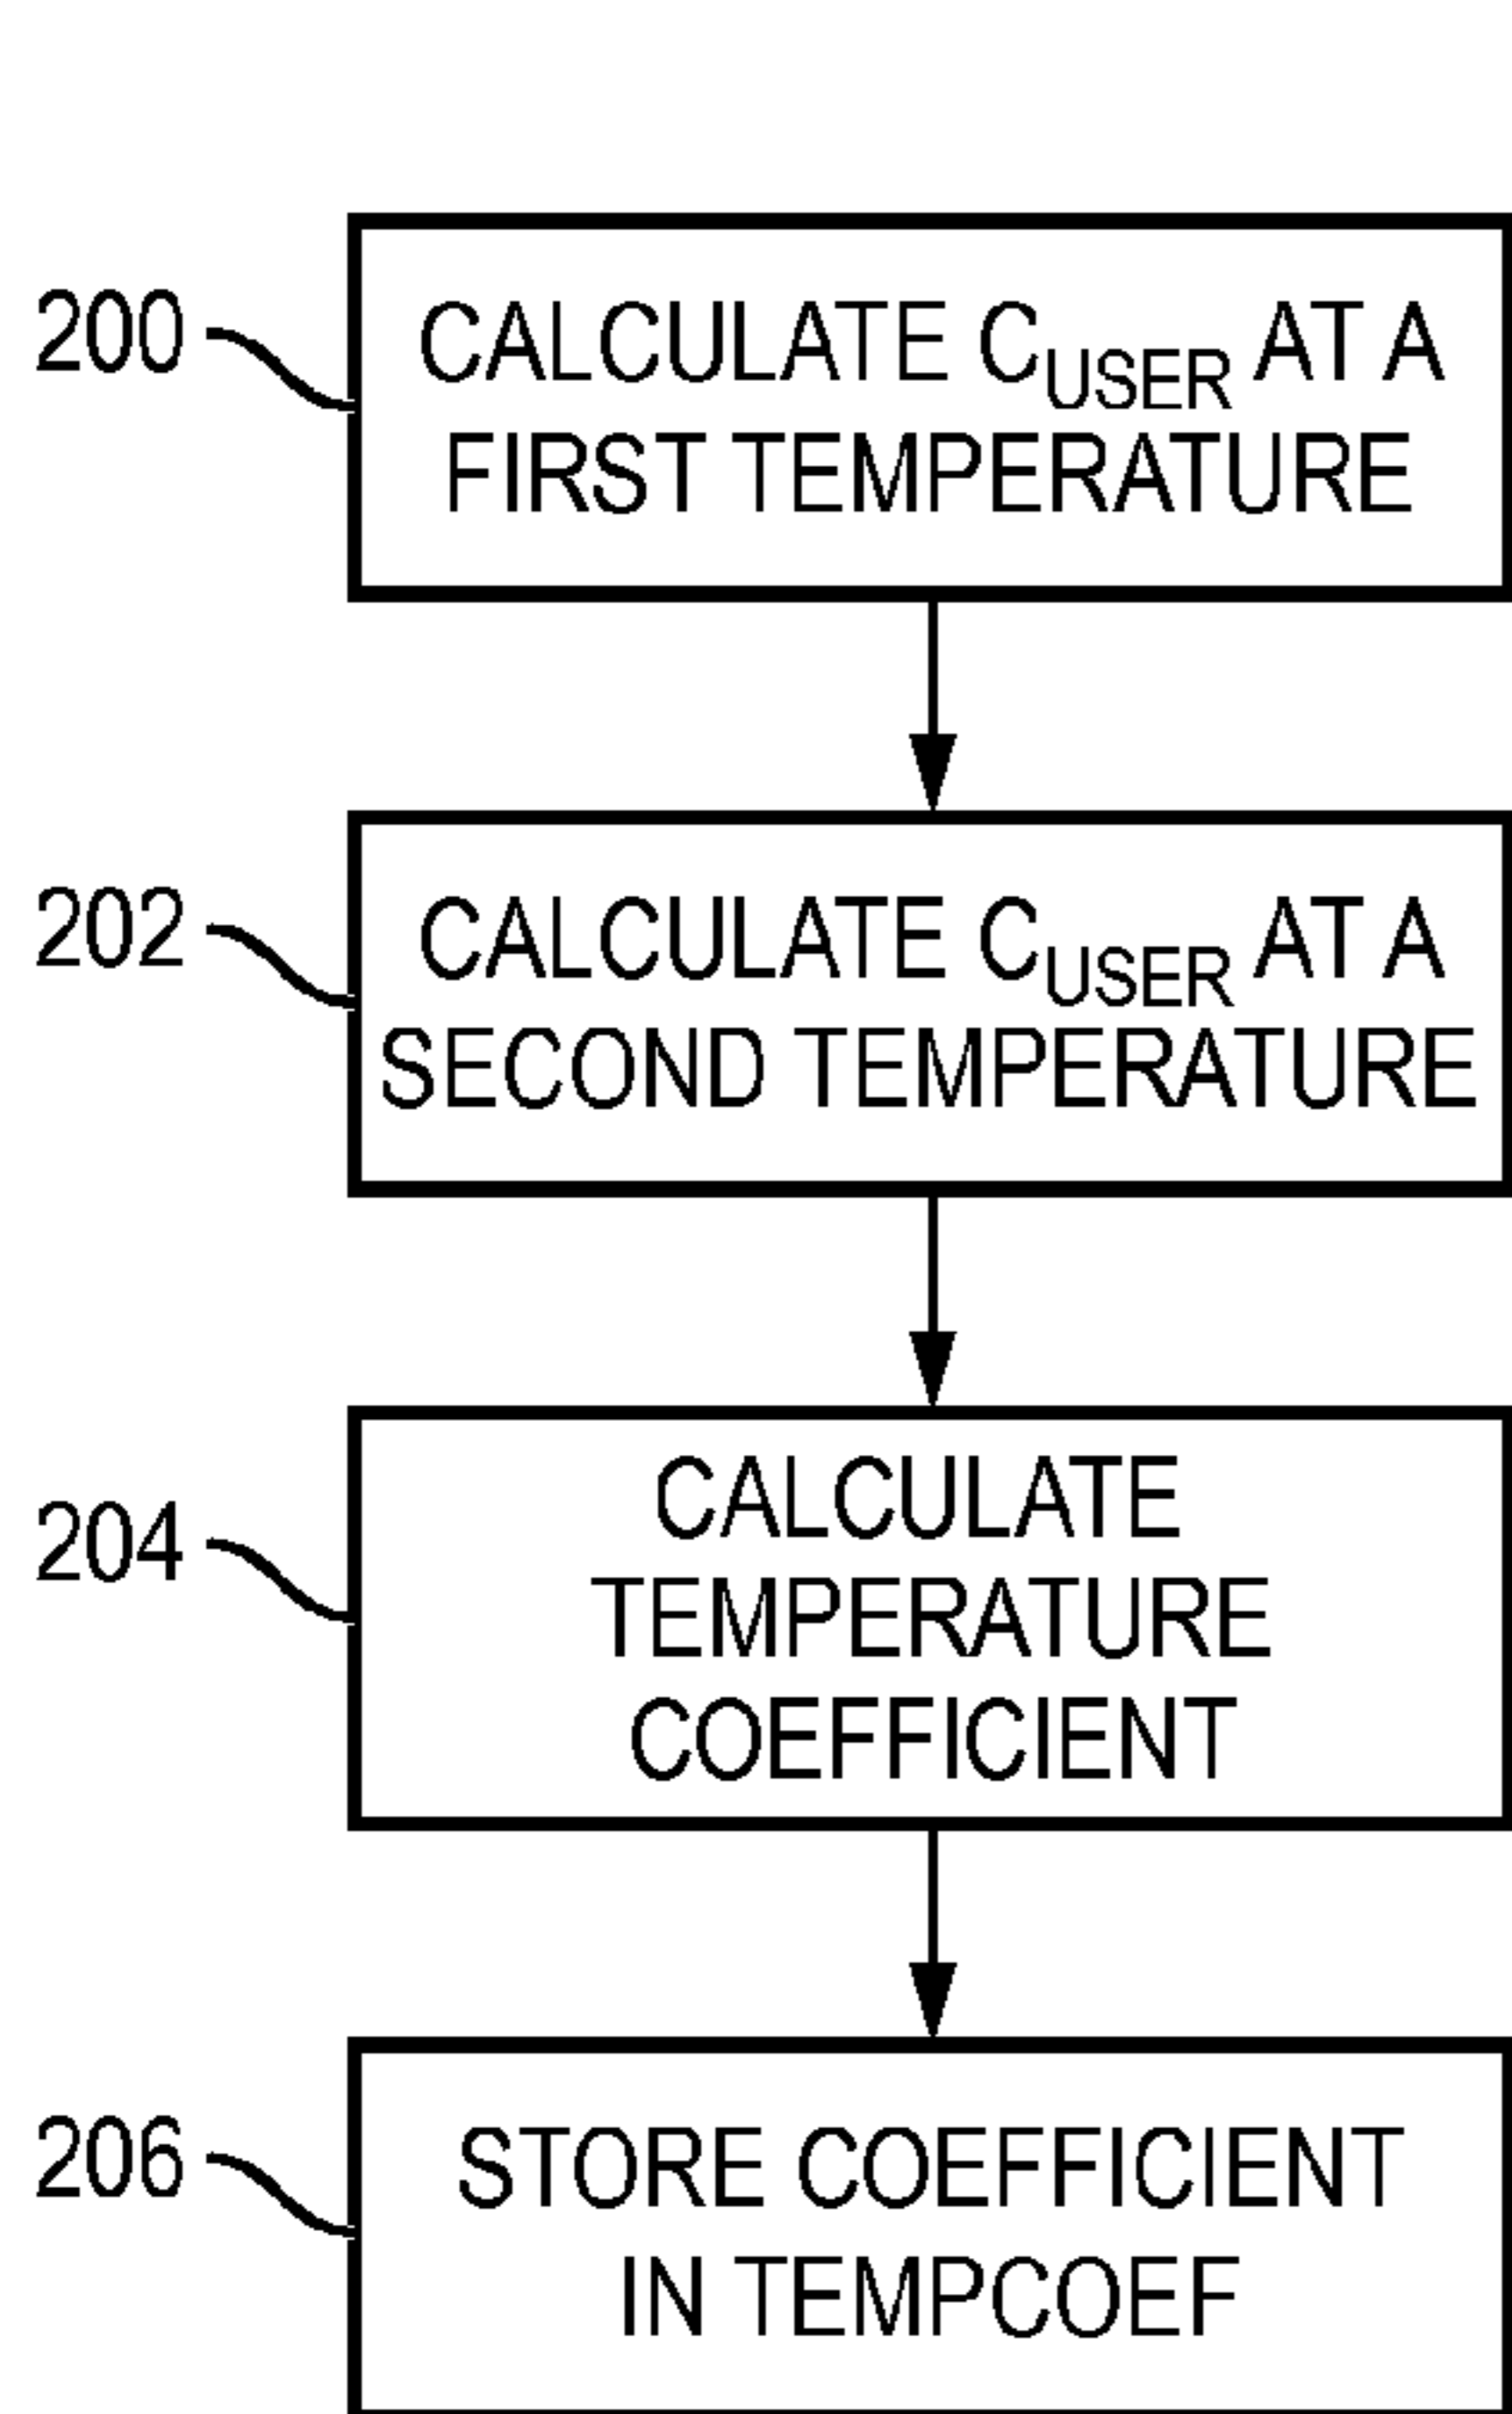 200
CALCULATE CUSER AT A
FIRST TEMPERATURE
202
CALCULATE CUSER AT A
SECOND TEMPERATURE
204
CALCULATE
TEMPERATURE
COEFFICIENT
206
STORE COEFFICIENT
IN TEMPCOEF